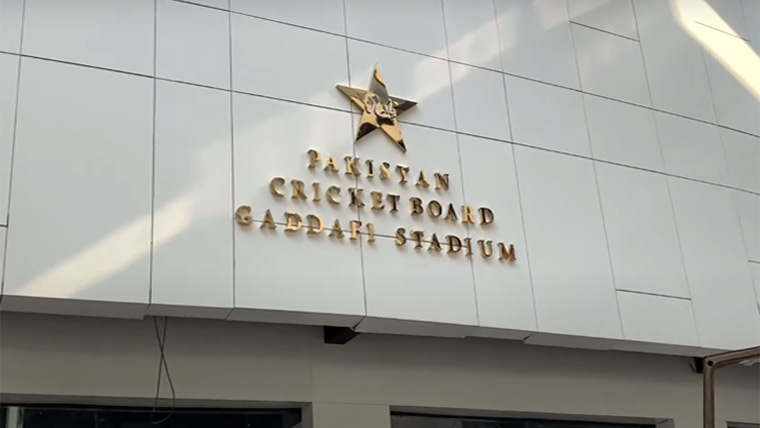 PAKISTAN
CRICKET BOARD
GADDAFI STADIUM